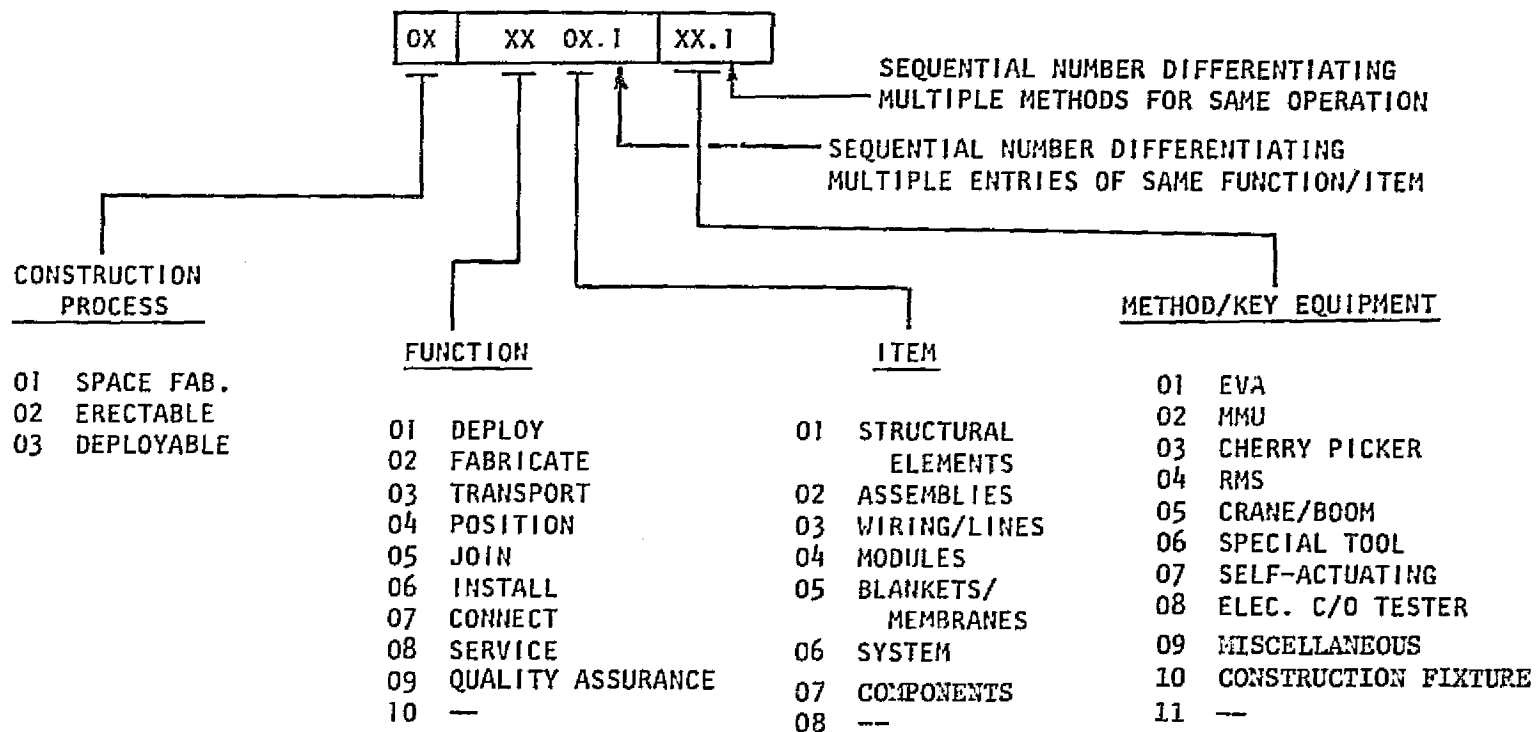 OX XX OX.1 XX.1
SEQUENTIAL NUMBER DIFFERENTIATING
MULTIPLE METHODS FOR SAME OPERATION
SEQUENTIAL NUMBER DIFFERENTIATING
MULTIPLE ENTRIES OF SAME FUNCTION/ITEM
CONSTRUCTION
PROCESS
01 SPACE FAB.
02 ERECTABLE
03 DEPLOYABLE
FUNCTION
01 DEPLOY
02 FABRICATE
03 TRANSPORT
04 POSITION
05 JOIN
06 INSTALL
07 CONNECT
08 SERVICE
09 QUALITY ASSURANCE
10 —
ITEM
01 STRUCTURAL
ELEMENTS
02 ASSEMBLIES
03 WIRING/LINES
04 MODULES
05 BLANKETS/
MEMBRANES
06 SYSTEM
07 COMPONENTS
08 --
METHOD/KEY EQUIPMENT
01 EVA
02 MMU
03 CHERRY PICKER
04 RMS
05 CRANE/BOOM
06 SPECIAL TOOL
07 SELF-ACTUATING
08 ELEC. C/O TESTER
09 MISCELLANEOUS
10 CONSTRUCTION FIXTURE
11 —